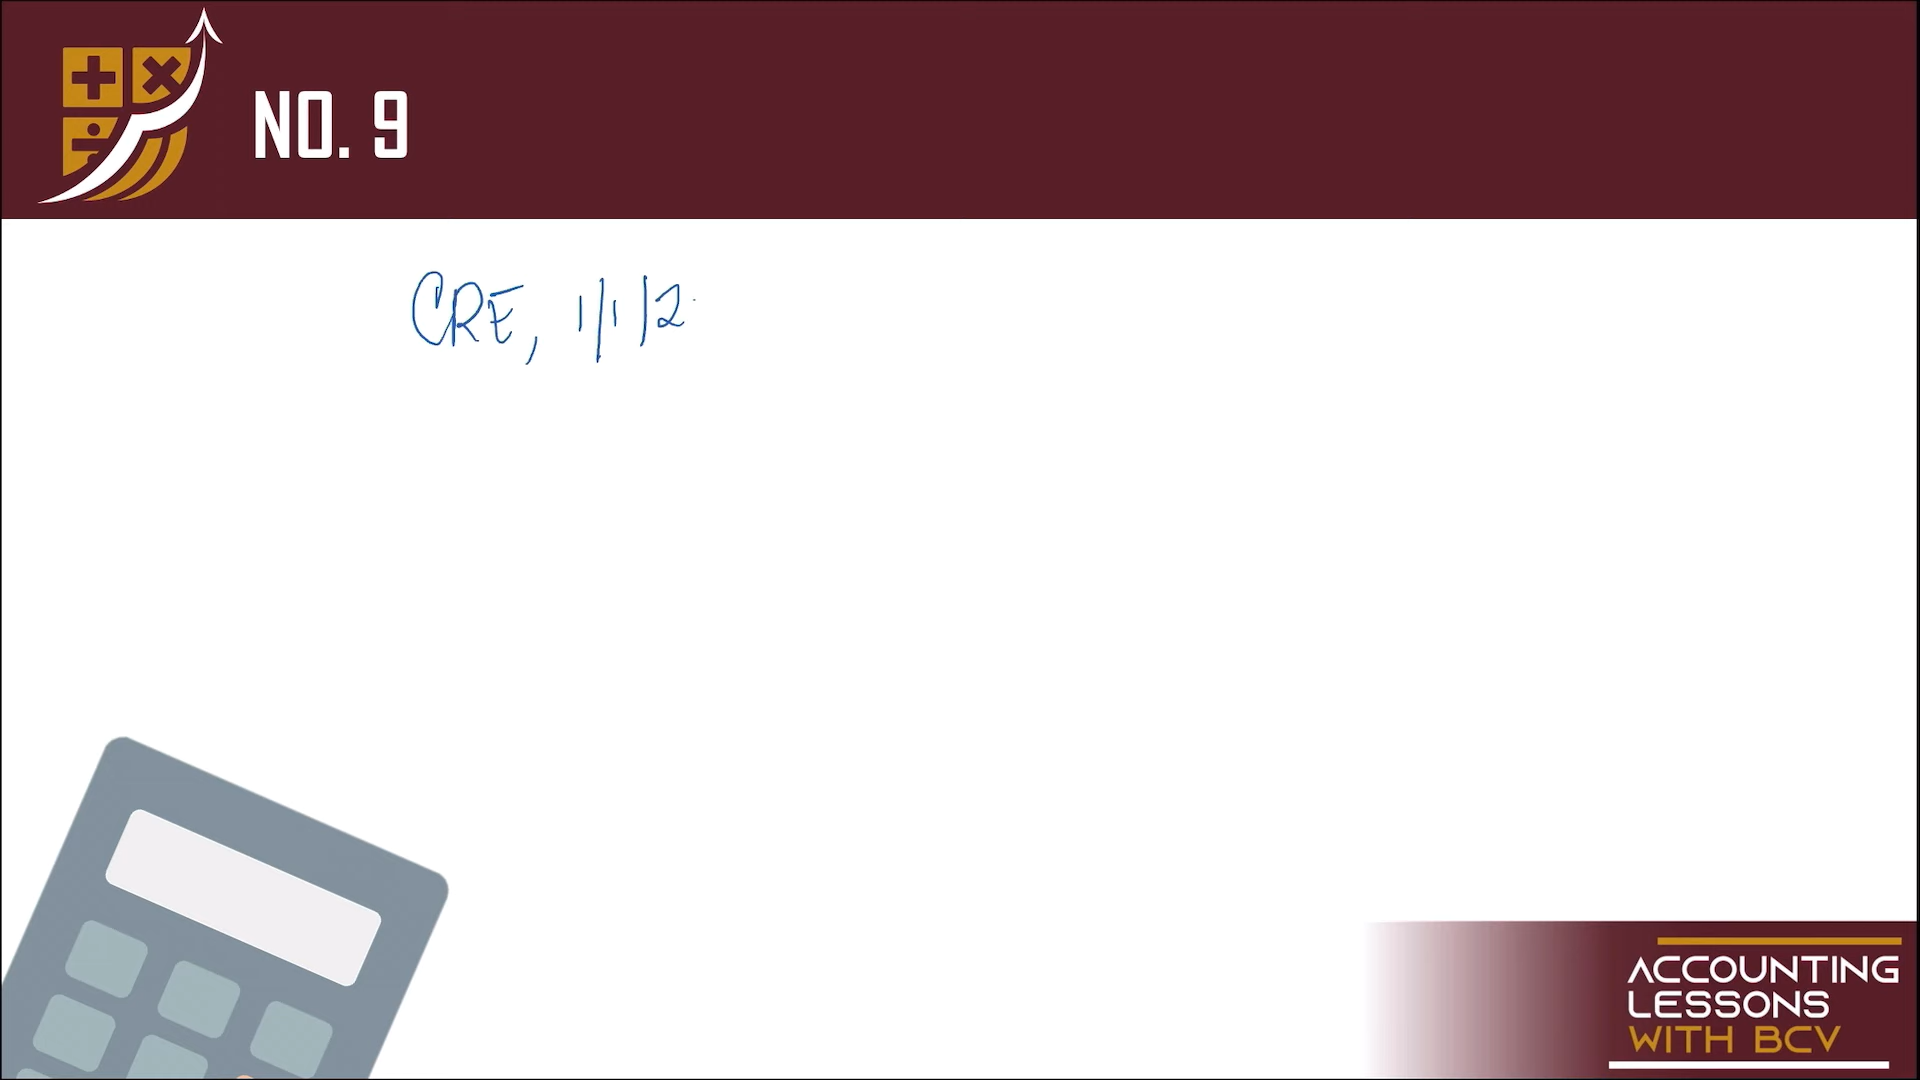 NO. 9
CRE, 1/1/2
ACCOUNTING
LESSONS
WITH BCV